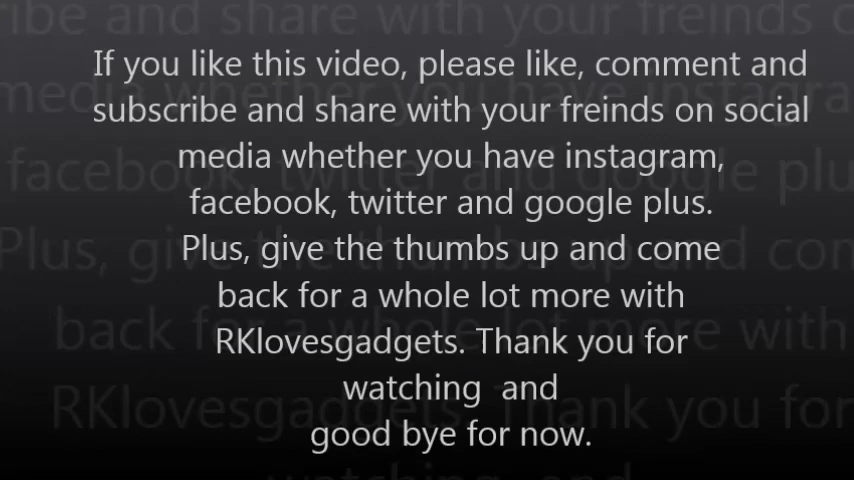 If you like this video, please like, comment and
subscribe and share with your freinds on social
media whether you have instagram,
facebook, twitter and google plus.
Plus, give the thumbs up and come
back for a whole lot more with
RKlovesgadgets. Thank you for
watching  and
good bye for now.